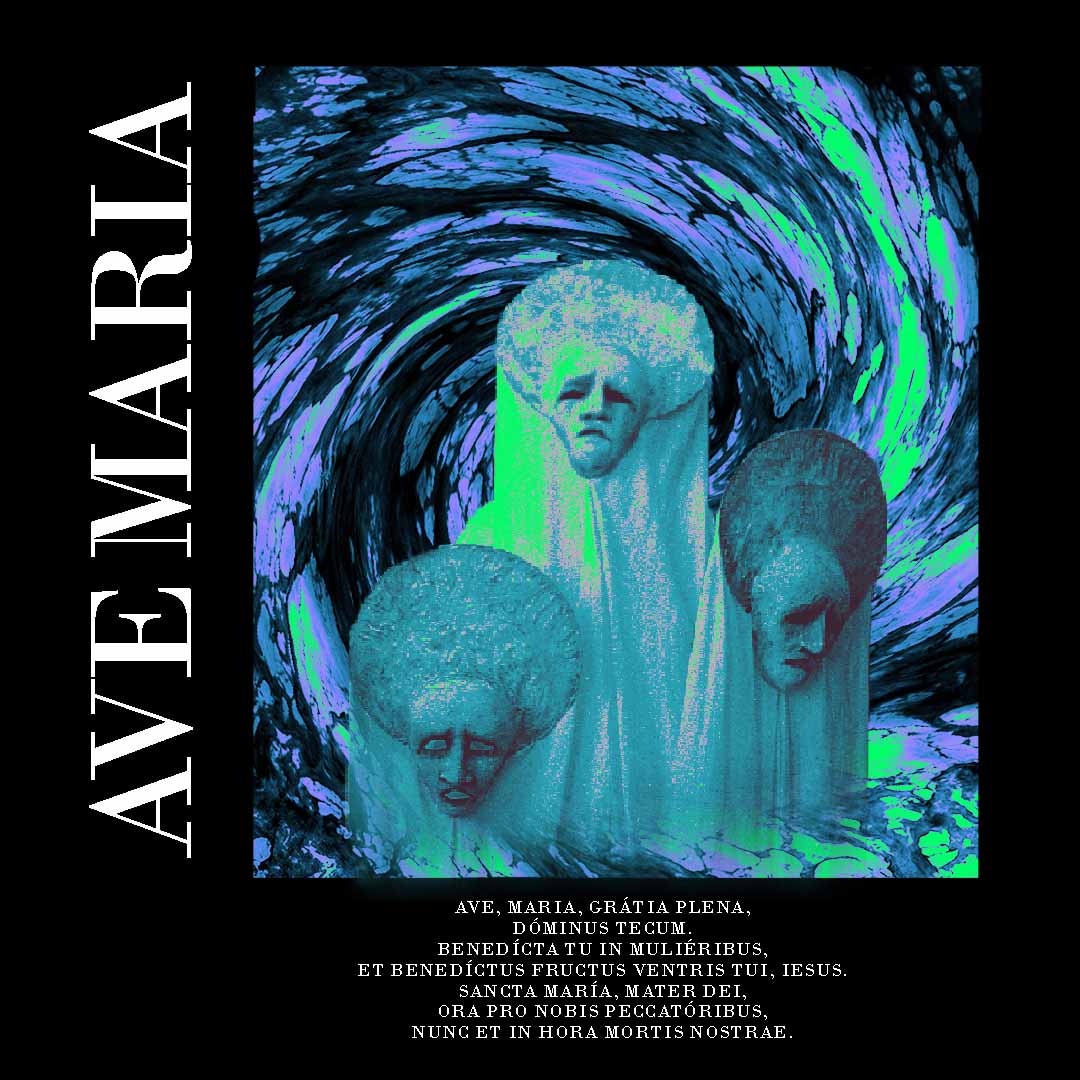 AVE MARIA
AVE, MARIA, GRÁTIA PLENA,
DÓMINUS TECUM.
BENEDÍCTA TU IN MULIÉRIBUS,
ET BENEDÍCTUS FRUCTUS VENTRIS TUI, IESUS.
SANCTA MARÍA, MATER DEI,
ORA PRO NOBIS PECCATÓRIBUS,
NUNC ET IN HORA MORTIS NOSTRAE.